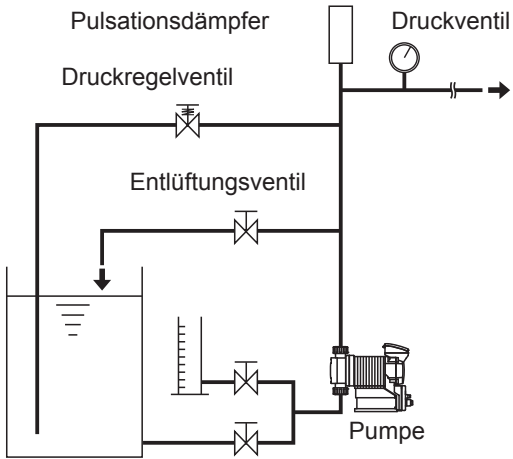 Pulsationsdämpfer
Druckventil
Druckregelventil
Entlüftungsventil
Pumpe